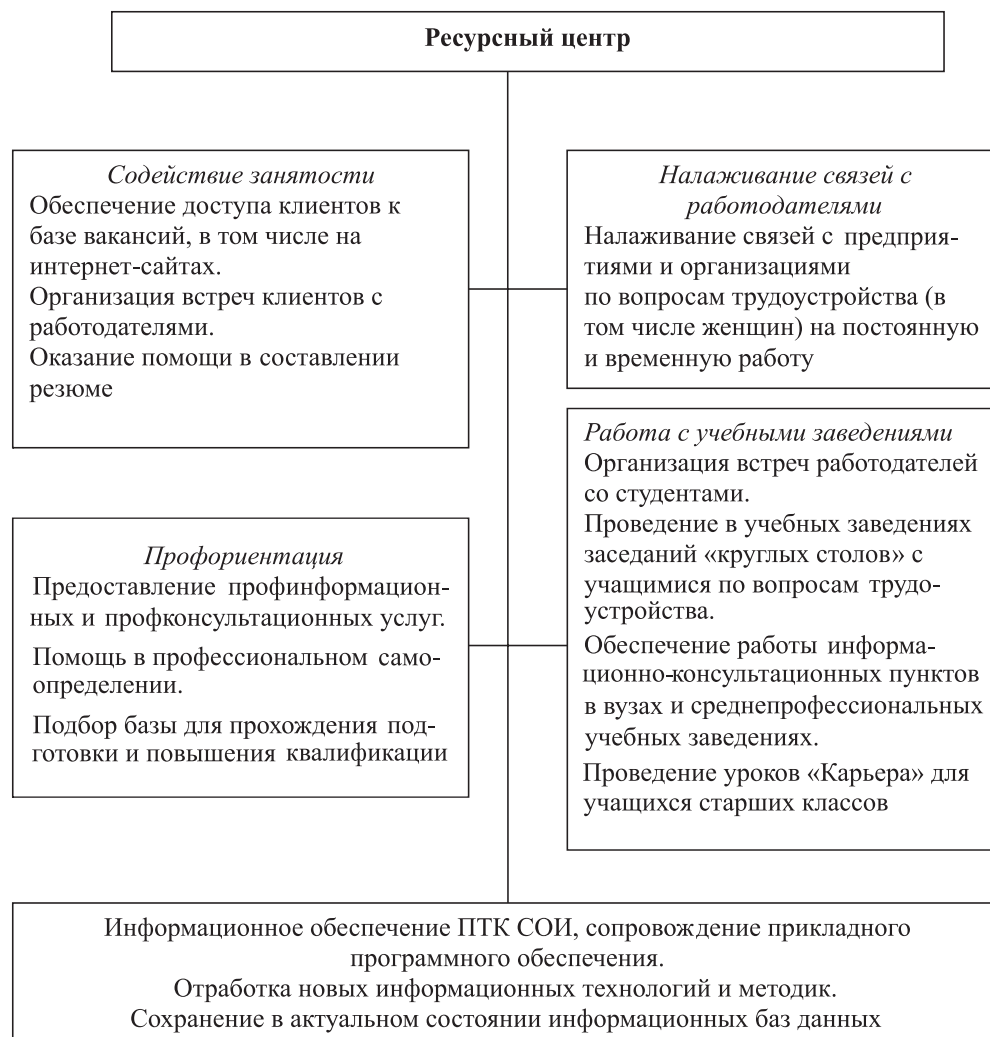 Ресурсный центр
Содействие занятости
Обеспечение доступа клиентов к
базе вакансий, в том числе на
интернет-сайтах.
Организация встреч клиентов с
работодателями.
Оказание помощи в составлении
резюме
Налаживание связей с
работодателями
Налаживание связей с предприя-
тиями и организациями
по вопросам трудоустройства (в
том числе женщин) на постоянную
и временную работу
Профориентация
Предоставление профинформацион-
ных и профконсультационных услуг.
Помощь в профессиональном само-
определении.
Подбор базы для прохождения под-
готовки и повышения квалификации
Работа с учебными заведениями
Организация встреч работодателей
со студентами.
Проведение в учебных заведениях
заседаний «круглых столов» с
учащимися по вопросам трудо-
устройства.
Обеспечение работы информа-
ционно-консультационных пунктов
в вузах и среднепрофессиональных
учебных заведениях.
Проведение уроков «Карьера» для
учащихся старших классов
Информационное обеспечение ПТК СОИ, сопровождение прикладного
программного обеспечения.
Отработка новых информационных технологий и методик.
Сохранение в актуальном состоянии информационных баз данных